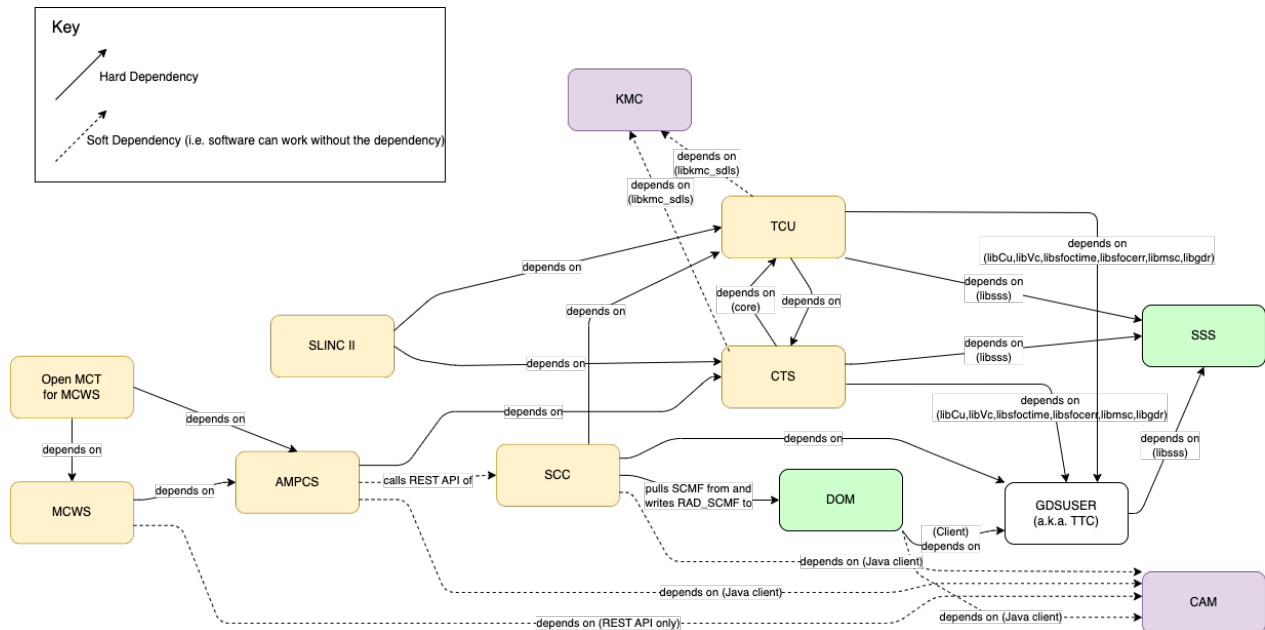 Key
Hard Dependency
Soft Dependency (i.e. software can work without the dependency)
KMC
depends on
(libkmc_sdls)
depends on
(libkmc_sdls)
TCU
depends on
(libCu,libVc,libsfoctime,libsfocerr,libmsc,libgdr)
depends on
depends on
(libsss)
depends on
(core)
depends on
depends on
SSS
SLINC II
depends on
(libsss)
depends on
CTS
Open MCT
for MCWS
depends on
(libCu,libVc,libsfoctime,libsfocerr,libmsc,libgdr)
depends on
depends on
depends on
depends on
depends on
(libsss)
AMPCS
calls REST API of
SCC
pulls SCMF from and
writes RAD_SCMF to
DOM
GDSUSER
(a.k.a. TTC)
MCWS
depends on
(Client)
depends on
depends on (Java client)
depends on (Java client)
CAM
depends on (Java client)
depends on (REST API only)